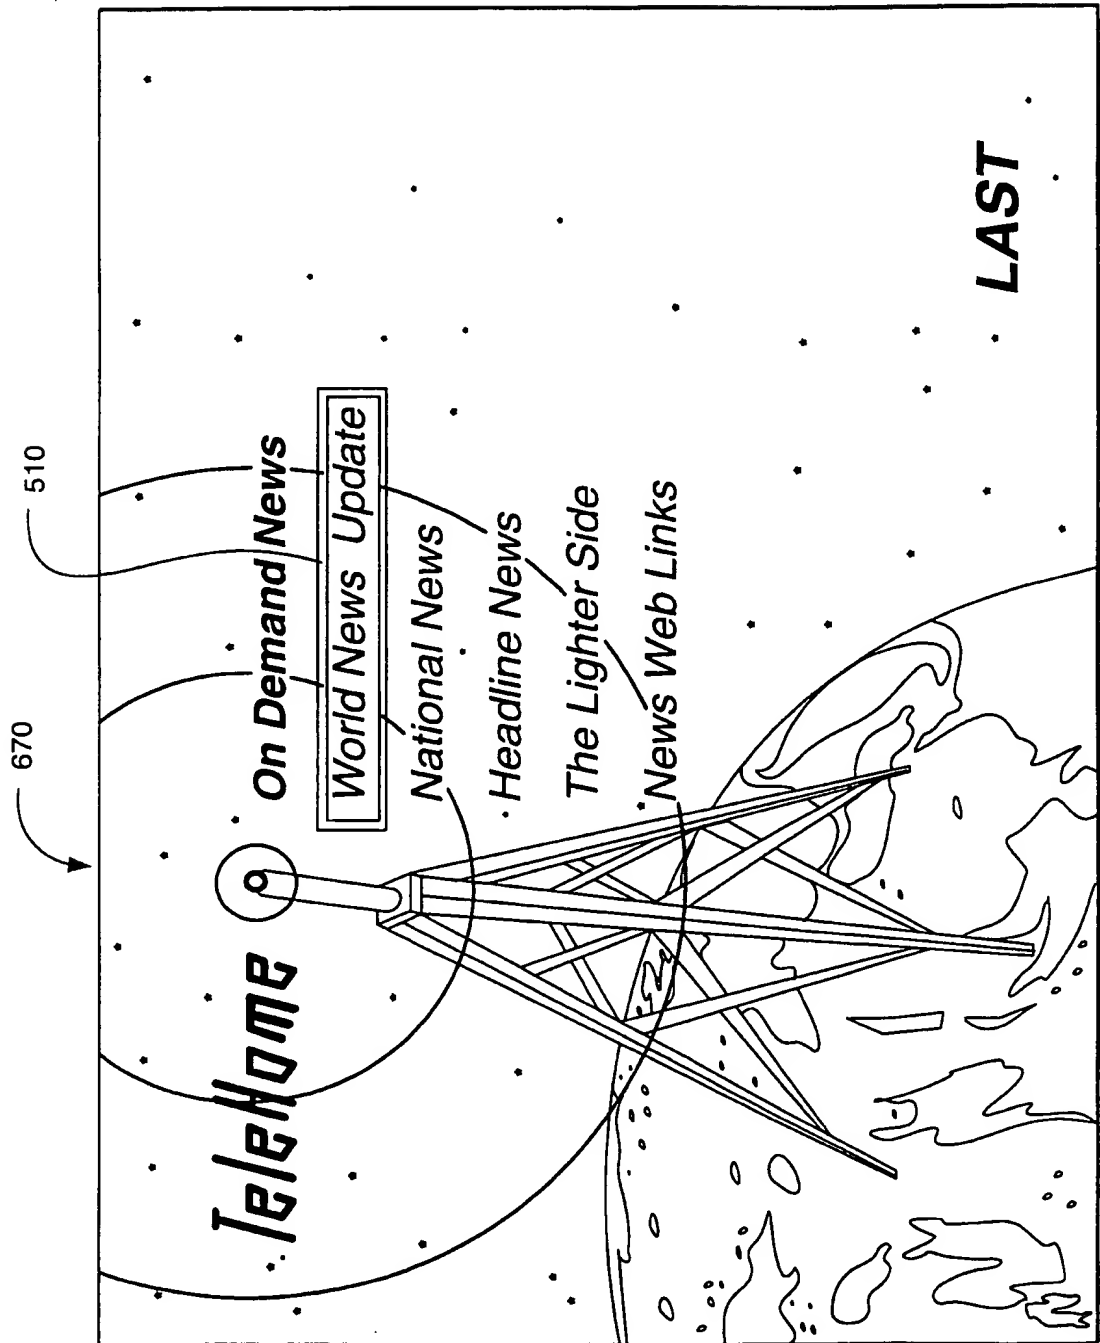 670
510
TeleHome
On Demand News
World News Update
National News
Headline News
The Lighter Side
News Web Links
LAST